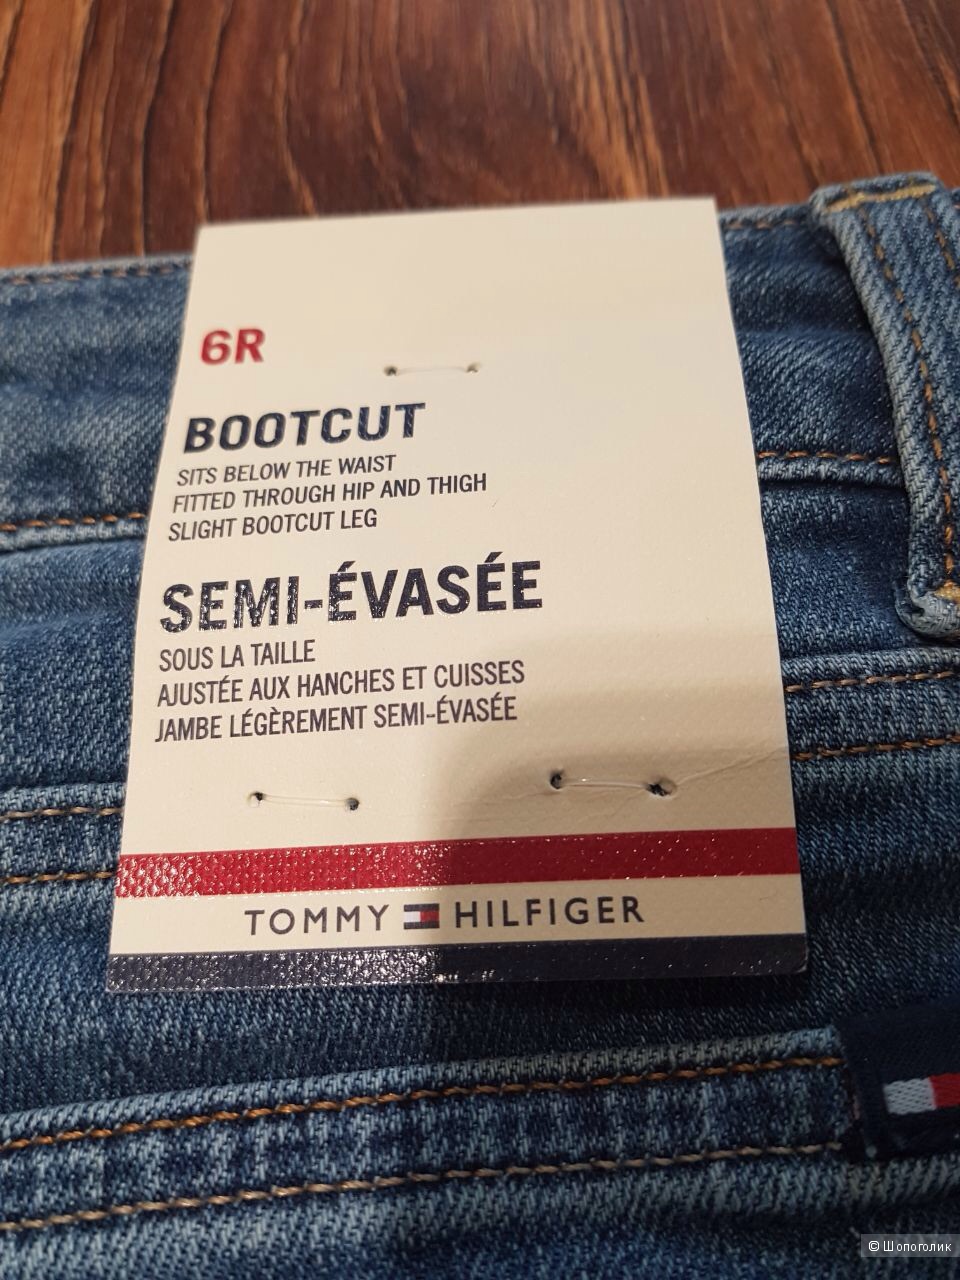 6R
BOOTCUT
SITS BELOW THE WAIST
FITTED THROUGH HIP AND THIGH
SLIGHT BOOTCUT LEG
SEMI-ÉVASÉE
SOUS LA TAILLE
AJUSTÉE AUX HANCHES ET CUISSES
JAMBE LÉGÈREMENT SEMI-ÉVASÉE
TOMMY HILFIGER
© Шопоголик